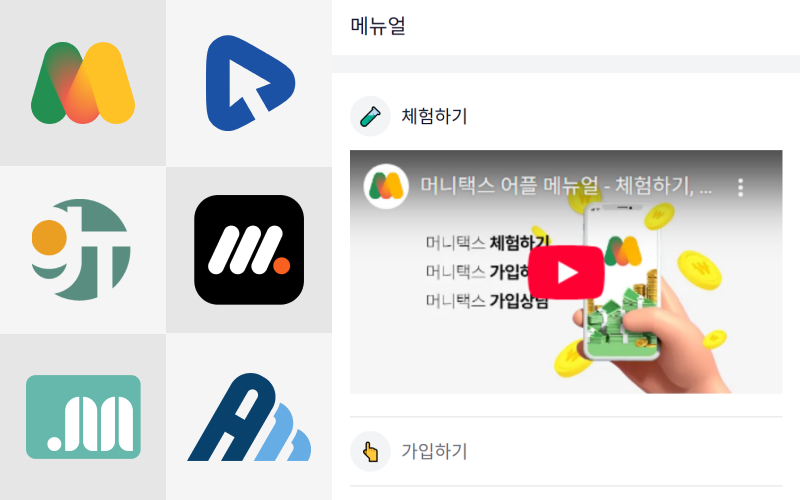 메뉴얼
체험하기
머니택스 어플 메뉴얼 - 체험하기, ...
머니택스 체험하기
머니택스 가입하
머니택스 가입상담
가입하기